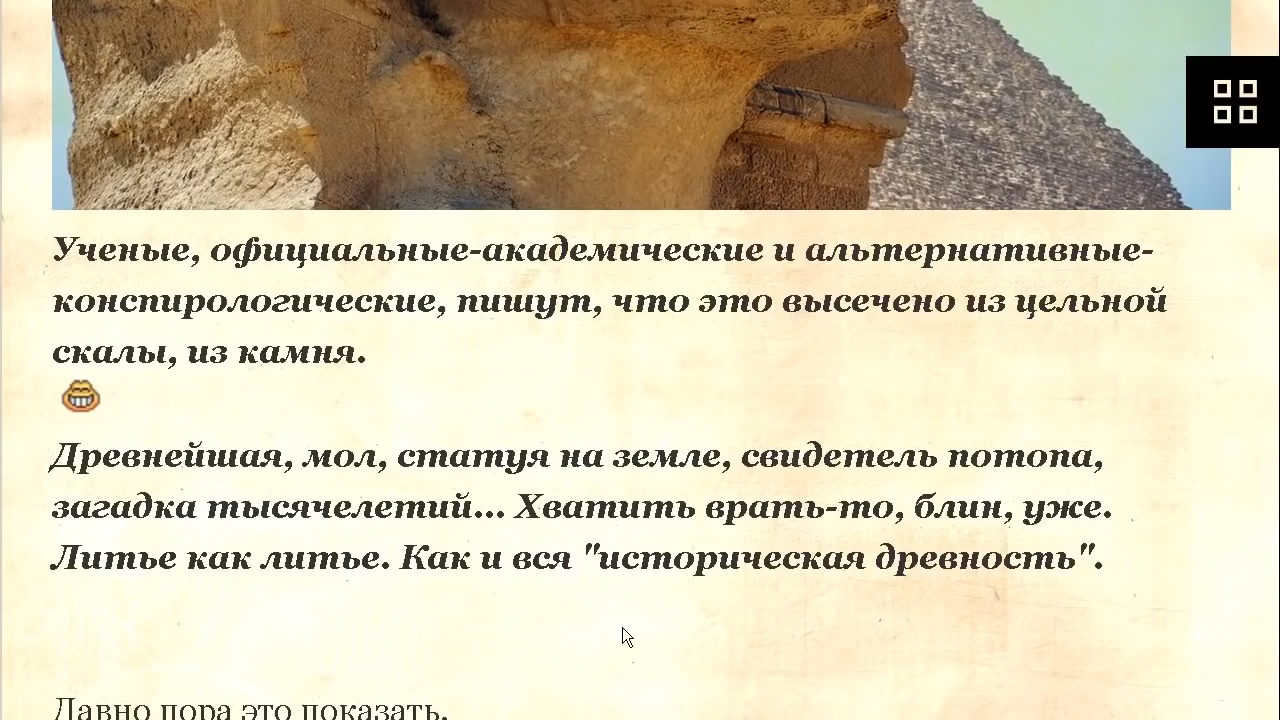 Ученые, официальные-академические и альтернативные-
конспирологические, пишут, что это высечено из цельной
скалы, из камня.
Древнейшая, мол, статуя на земле, свидетель потопа,
загадка тысячелетий... Хватить врать-то, блин, уже.
Литье как литье. Как и вся "историческая древность".
Давно пора это показать.